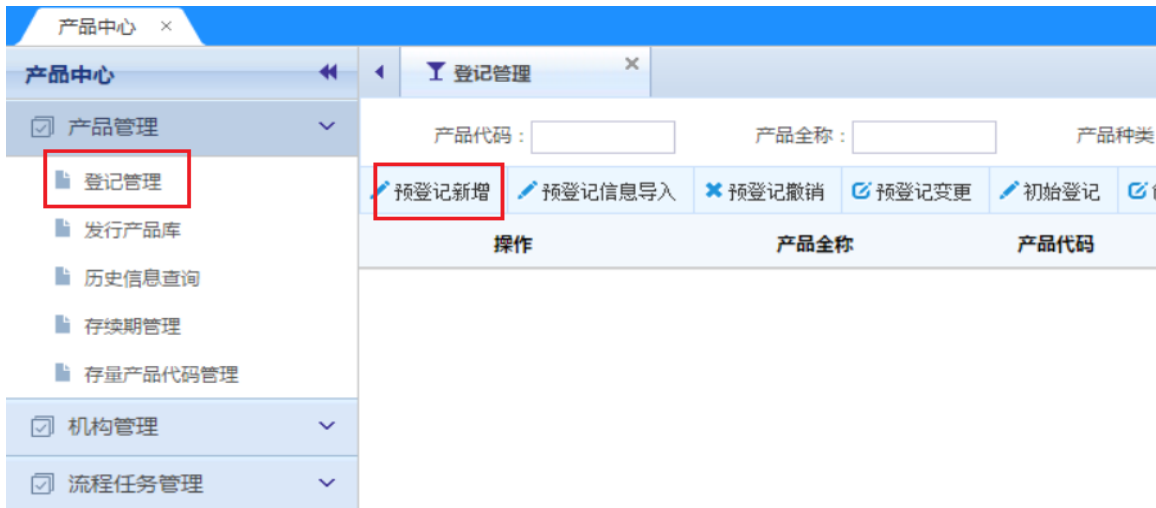 产品中心 ×
产品中心
登记管理 ×
产品管理
产品代码： 产品全称： 产品种类
登记管理
预登记新增 预登记信息导入 预登记撤销 预登记变更 初始登记
发行产品库
操作 产品全称 产品代码
历史信息查询
存续期管理
存量产品代码管理
机构管理
流程任务管理